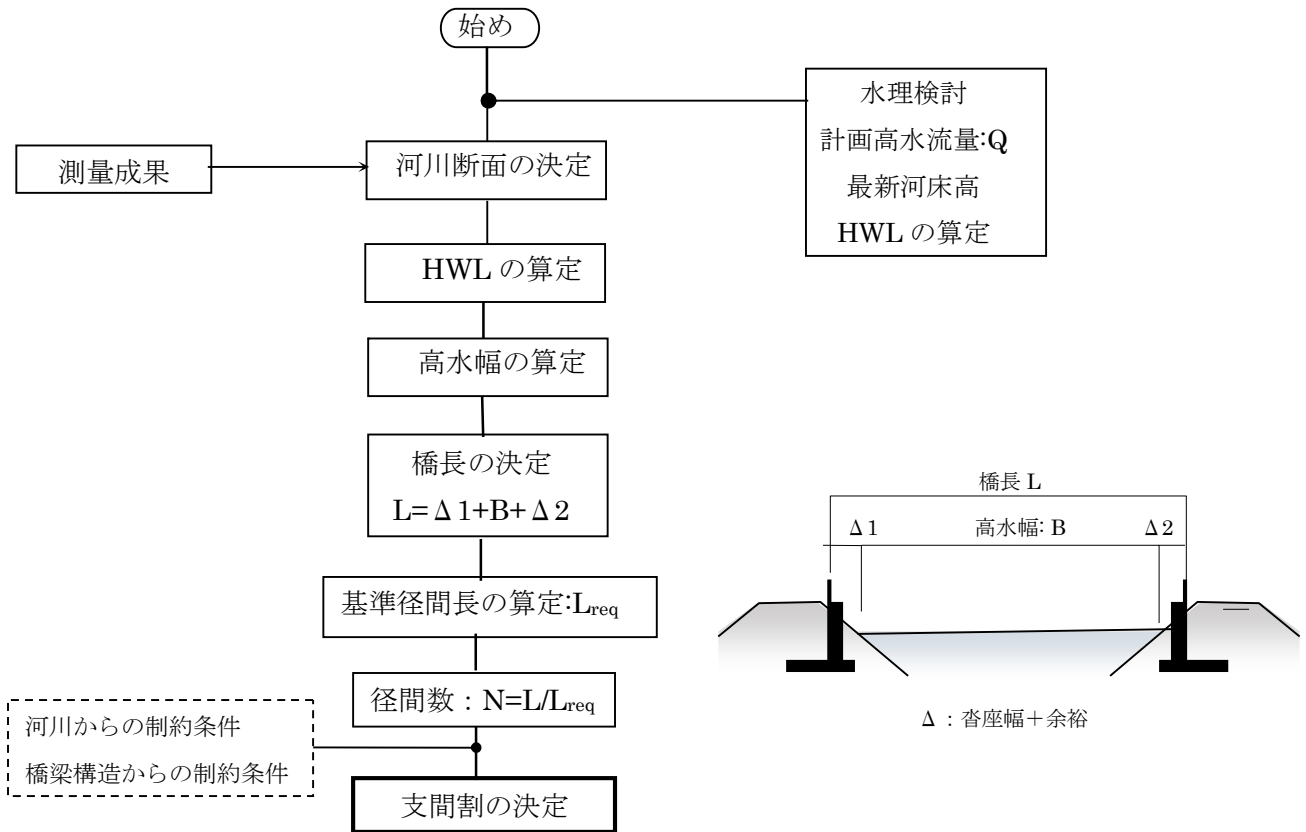 始め
水理検討
計画高水流量:Q
最新河床高
HWL の算定
測量成果
河川断面の決定
HWL の算定
高水幅の算定
橋長の決定
L=Δ1+B+Δ2
基準径間長の算定:Lreq
径間数：N=L/Lreq
河川からの制約条件
橋梁構造からの制約条件
支間割の決定
橋長 L
Δ1 高水幅: B Δ2
Δ：沓座幅＋余裕